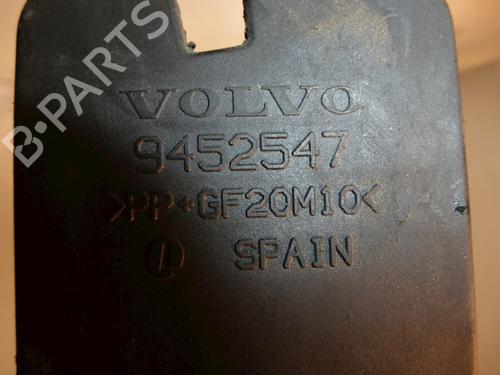 B-PARTS
VOLVO
9452547
>PP+GF20M10<
L SPAIN